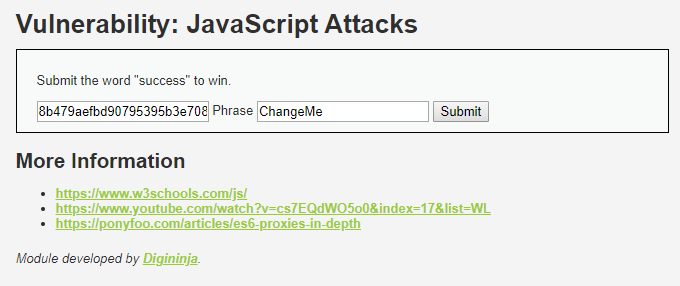 Vulnerability: JavaScript Attacks
Submit the word "success" to win.
8b479aefbd90795395b3e708 Phrase ChangeMe Submit
More Information
https://www.w3schools.com/js/
https://www.youtube.com/watch?v=cs7EQdWO5o0&index=17&list=WL
https://ponyfoo.com/articles/es6-proxies-in-depth
Module developed by Digininja.